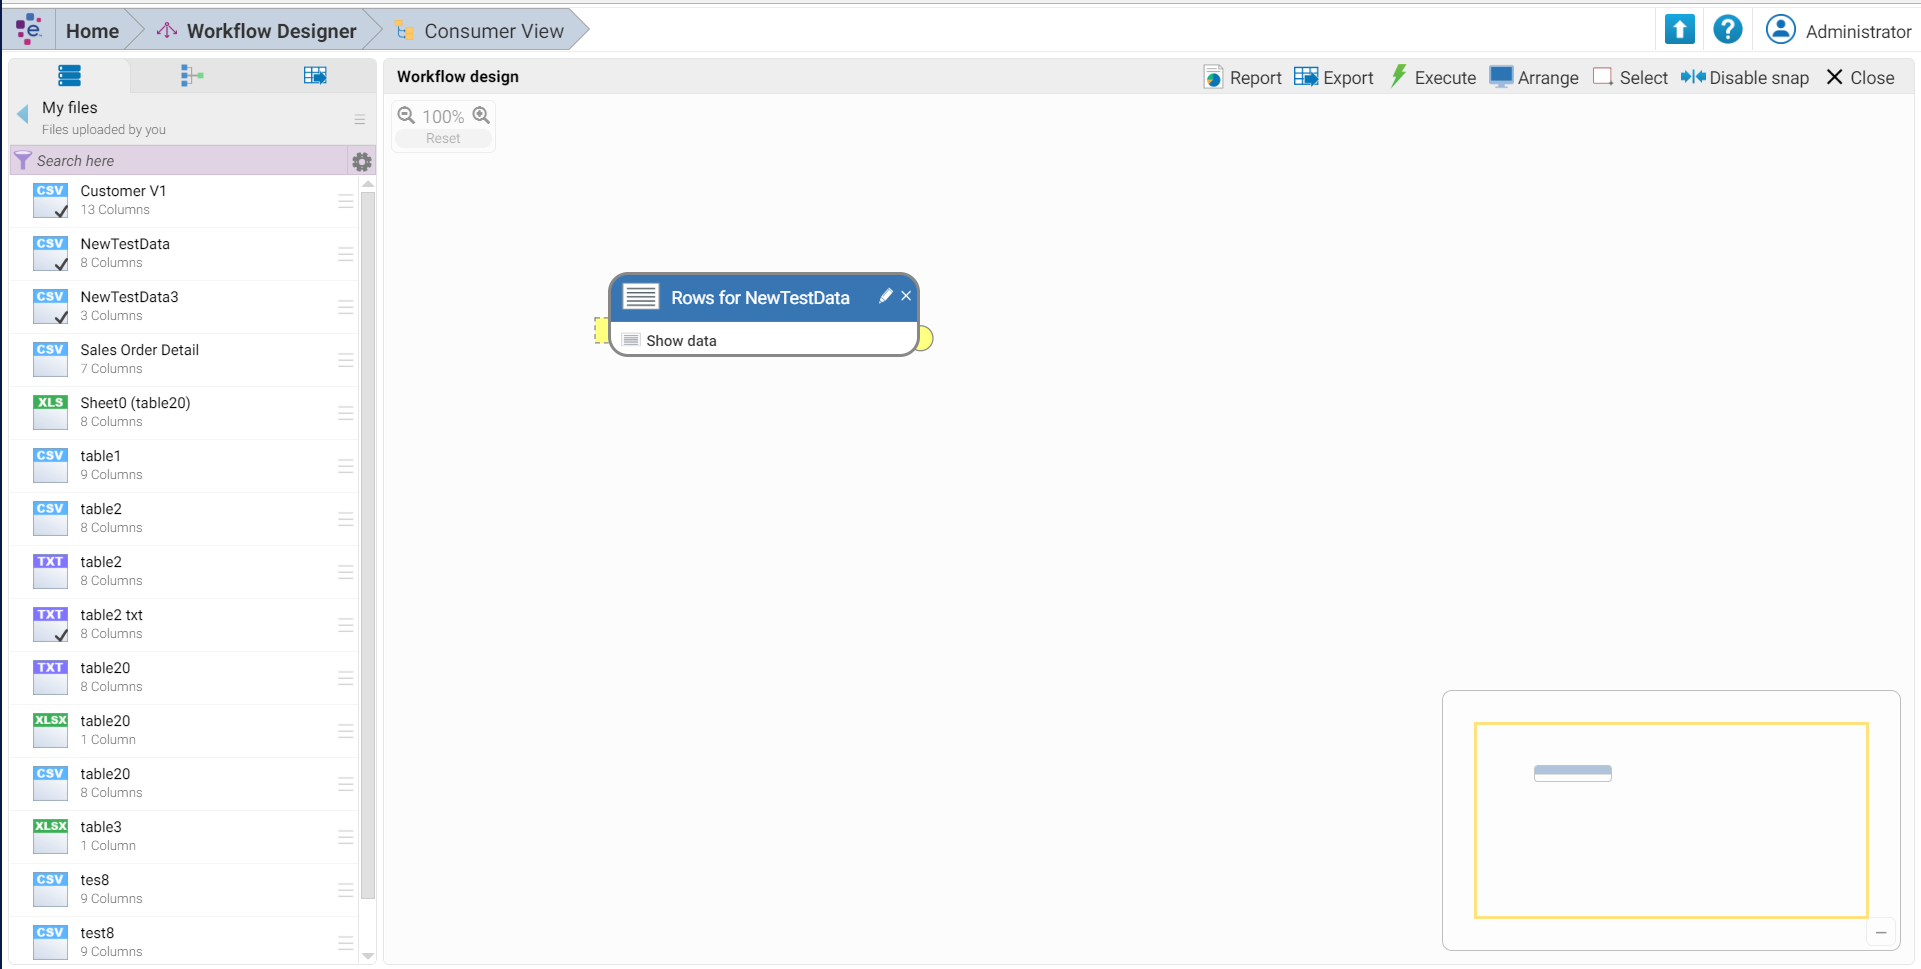 e
Home
Workflow Designer
Consumer View
?
Administrator
My files
Files uploaded by you
Search here
CSV
Customer V1
13 Columns
CSV
NewTestData
8 Columns
CSV
NewTestData3
3 Columns
CSV
Sales Order Detail
7 Columns
XLS
Sheet0 (table20)
8 Columns
CSV
table1
9 Columns
CSV
table2
8 Columns
TXT
table2
8 Columns
TXT
table2 txt
8 Columns
TXT
table20
8 Columns
XLSX
table20
1 Column
CSV
table20
8 Columns
XLSX
table3
1 Column
CSV
tes8
9 Columns
CSV
test8
9 Columns
Workflow design
Report
Export
Execute
Arrange
Select
Disable snap
Close
100%
Reset
Rows for NewTestData
Show data